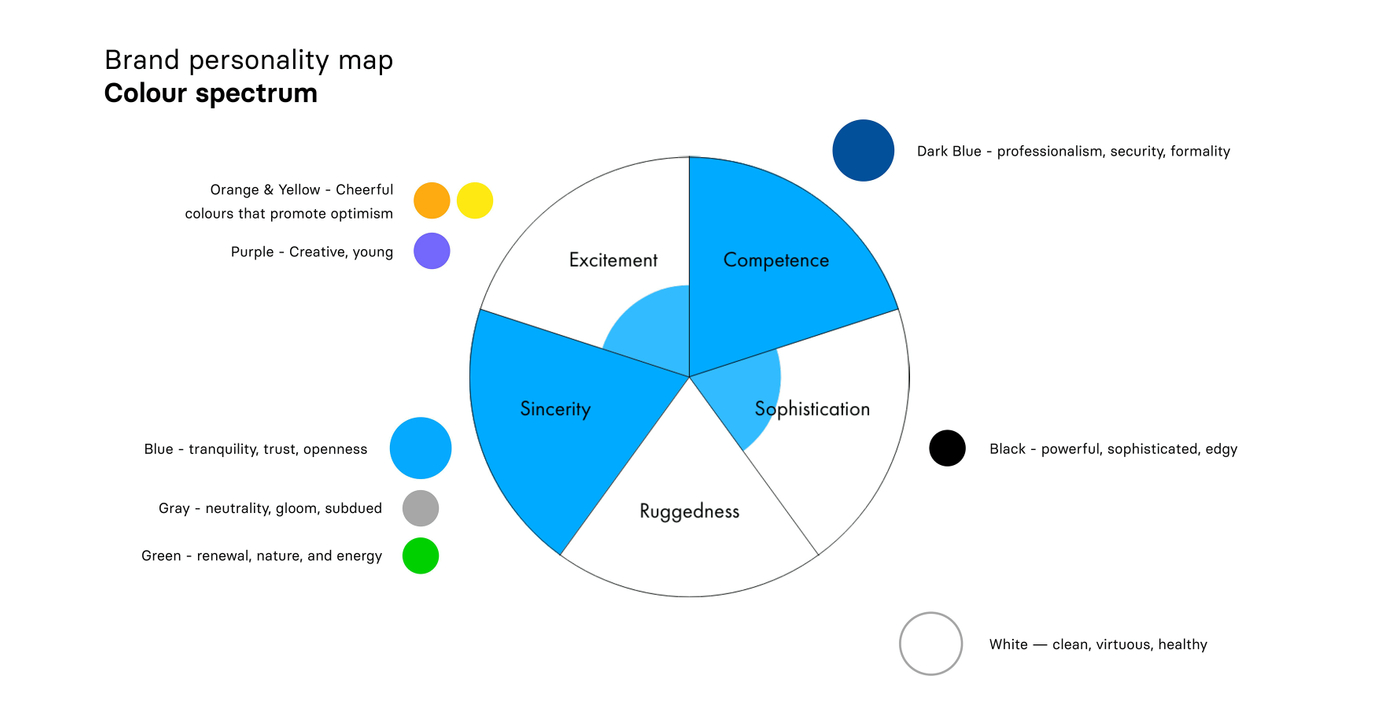 Brand personality map
Colour spectrum
Dark Blue - professionalism, security, formality
Orange & Yellow - Cheerful
colours that promote optimism
Purple - Creative, young
Excitement
Competence
Sincerity
Sophistication
Blue - tranquility, trust, openness
Black - powerful, sophisticated, edgy
Gray - neutrality, gloom, subdued
Ruggedness
Green - renewal, nature, and energy
White — clean, virtuous, healthy